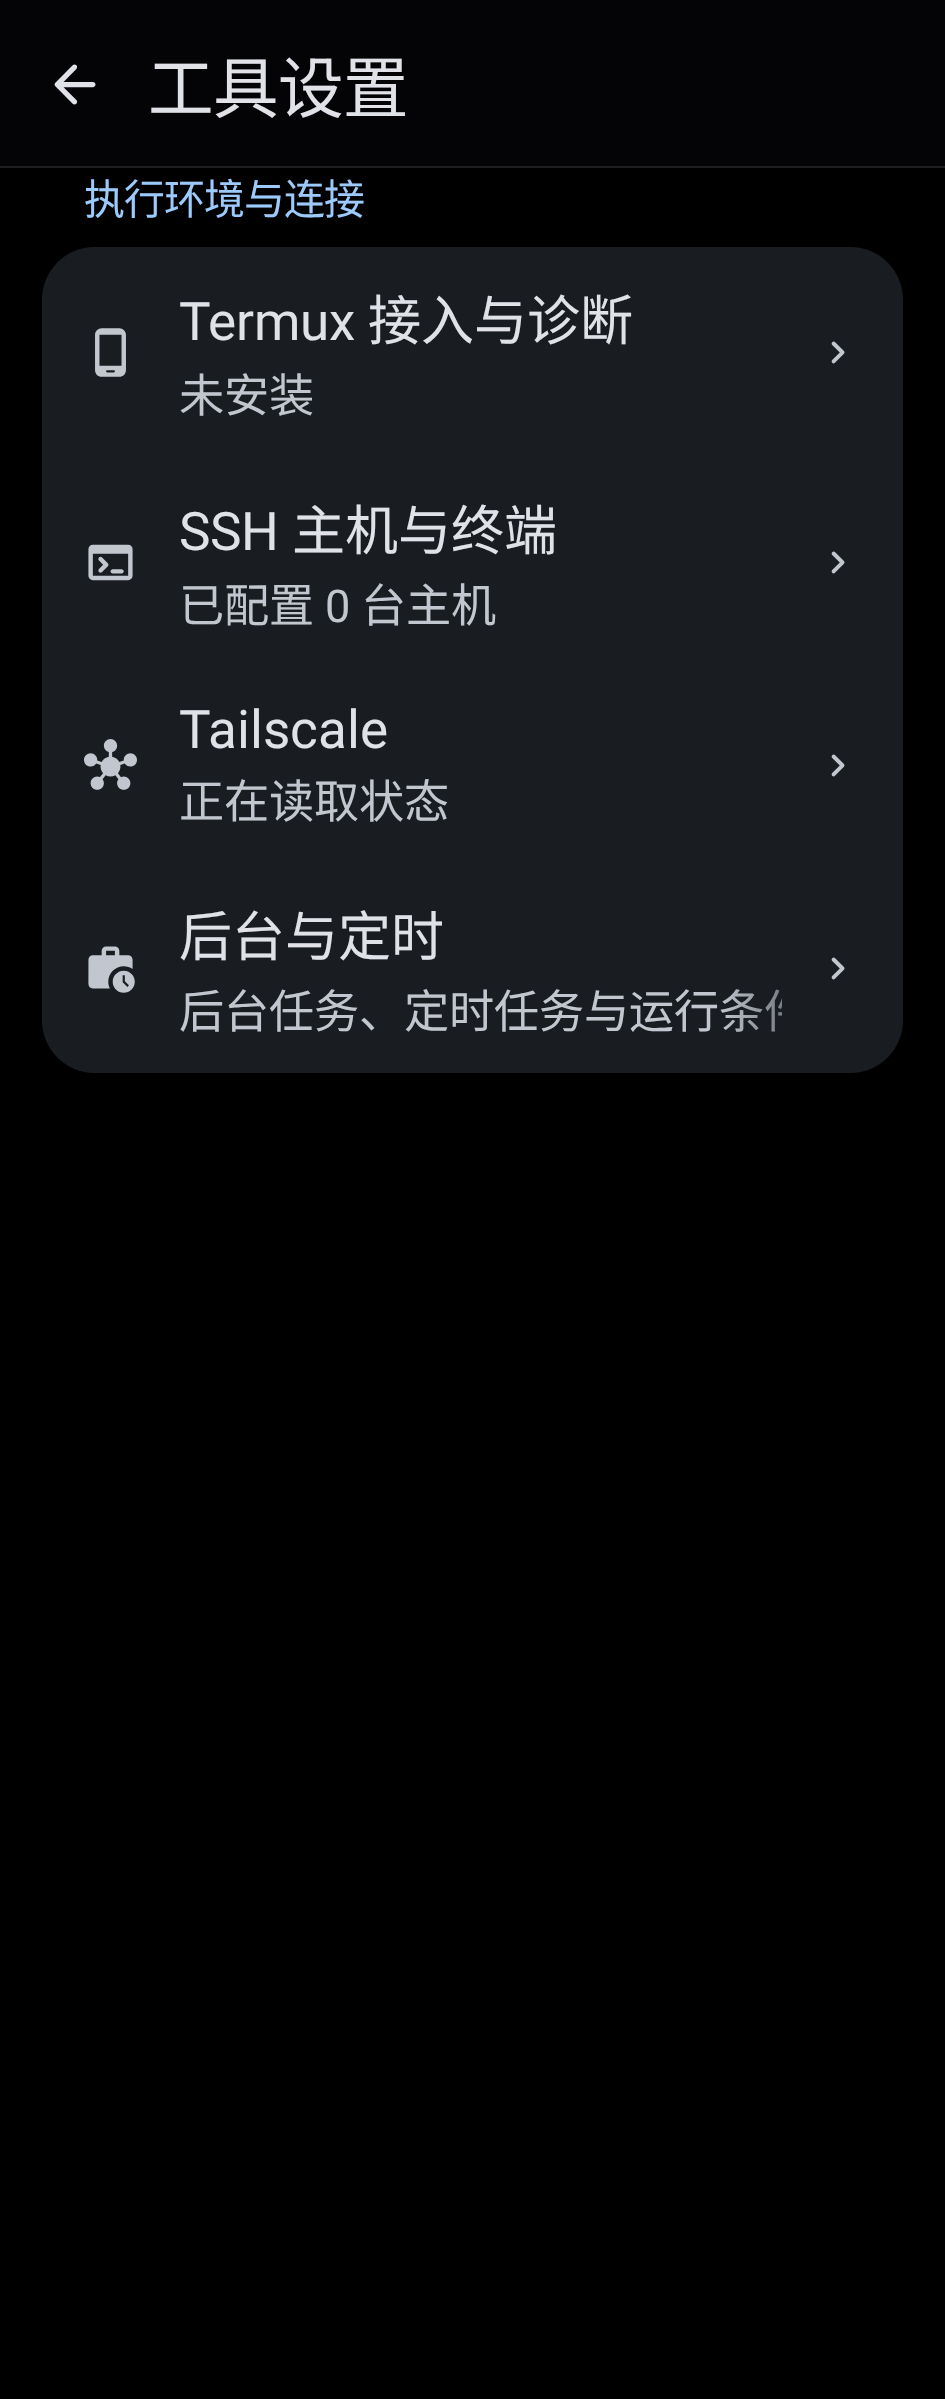 工具设置
执行环境与连接
Termux 接入与诊断
未安装
SSH 主机与终端
已配置 0 台主机
Tailscale
正在读取状态
后台与定时
后台任务、定时任务与运行条